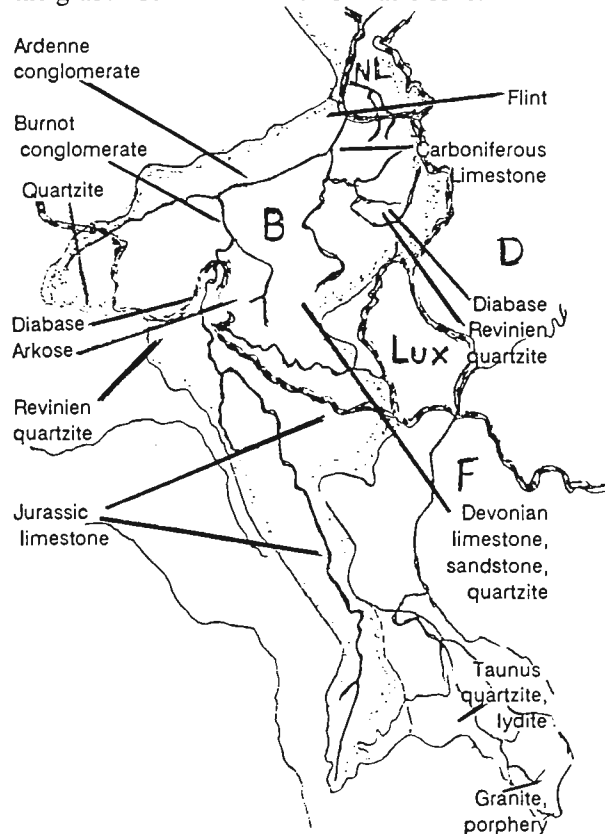 Ardenne
conglomerate
Burnot
conglomerate
Quartzite
NL
Flint
Carboniferous
Limestone
B
D
Diabase
Arkose
Diabase
Revinien
quartzite
Lux
Revinien
quartzite
F
Jurassic
limestone
Devonian
limestone,
sandstone,
quartzite
Taunus
quartzite,
lydite
Granite,
porphery